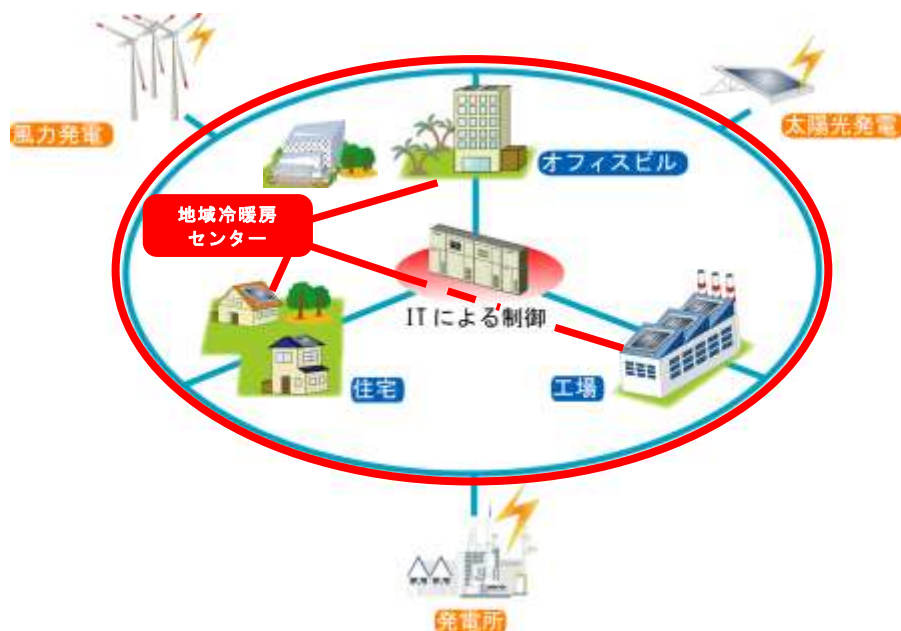 風力発電
太陽光発電
オフィスビル
地域冷暖房
センター
ITによる制御
住宅
工場
発電所